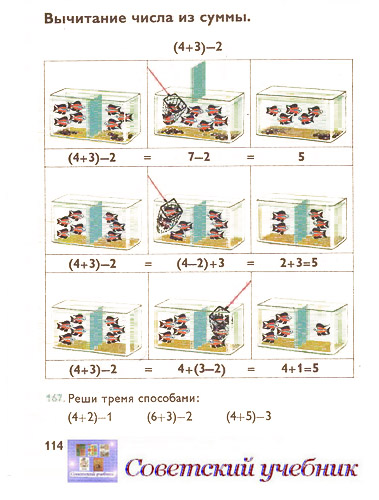 Вычитание числа из суммы.
(4+3)—2
(4+3)—2 = 7—2 = 5
(4+3)—2 = (4—2)+3 = 2+3=5
(4+3)—2 = 4+(3—2) = 4+1=5
167. Реши тремя способами:
(4+2)—1 (6+3)—2 (4+5)—3
114
Советский учебник